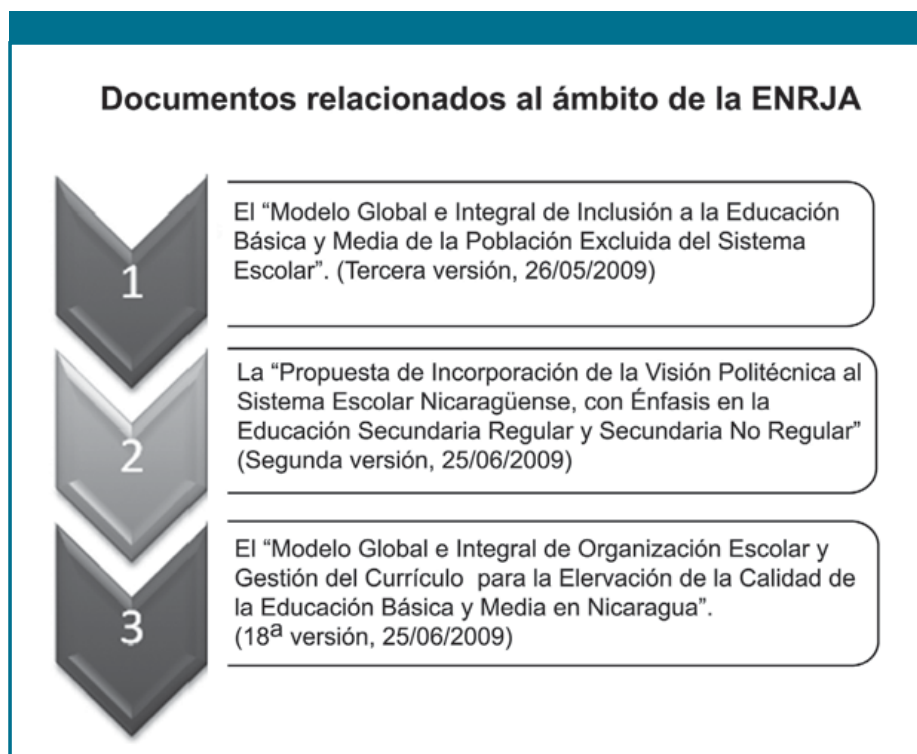 Documentos relacionados al ámbito de la ENRJA
1
El “Modelo Global e Integral de Inclusión a la Educación
Básica y Media de la Población Excluida del Sistema
Escolar”. (Tercera versión, 26/05/2009)
2
La “Propuesta de Incorporación de la Visión Politécnica al
Sistema Escolar Nicaragüense, con Énfasis en la
Educación Secundaria Regular y Secundaria No Regular”
(Segunda versión, 25/06/2009)
3
El “Modelo Global e Integral de Organización Escolar y
Gestión del Currículo para la Elervación de la Calidad de
la Educación Básica y Media en Nicaragua”.
(18ª versión, 25/06/2009)